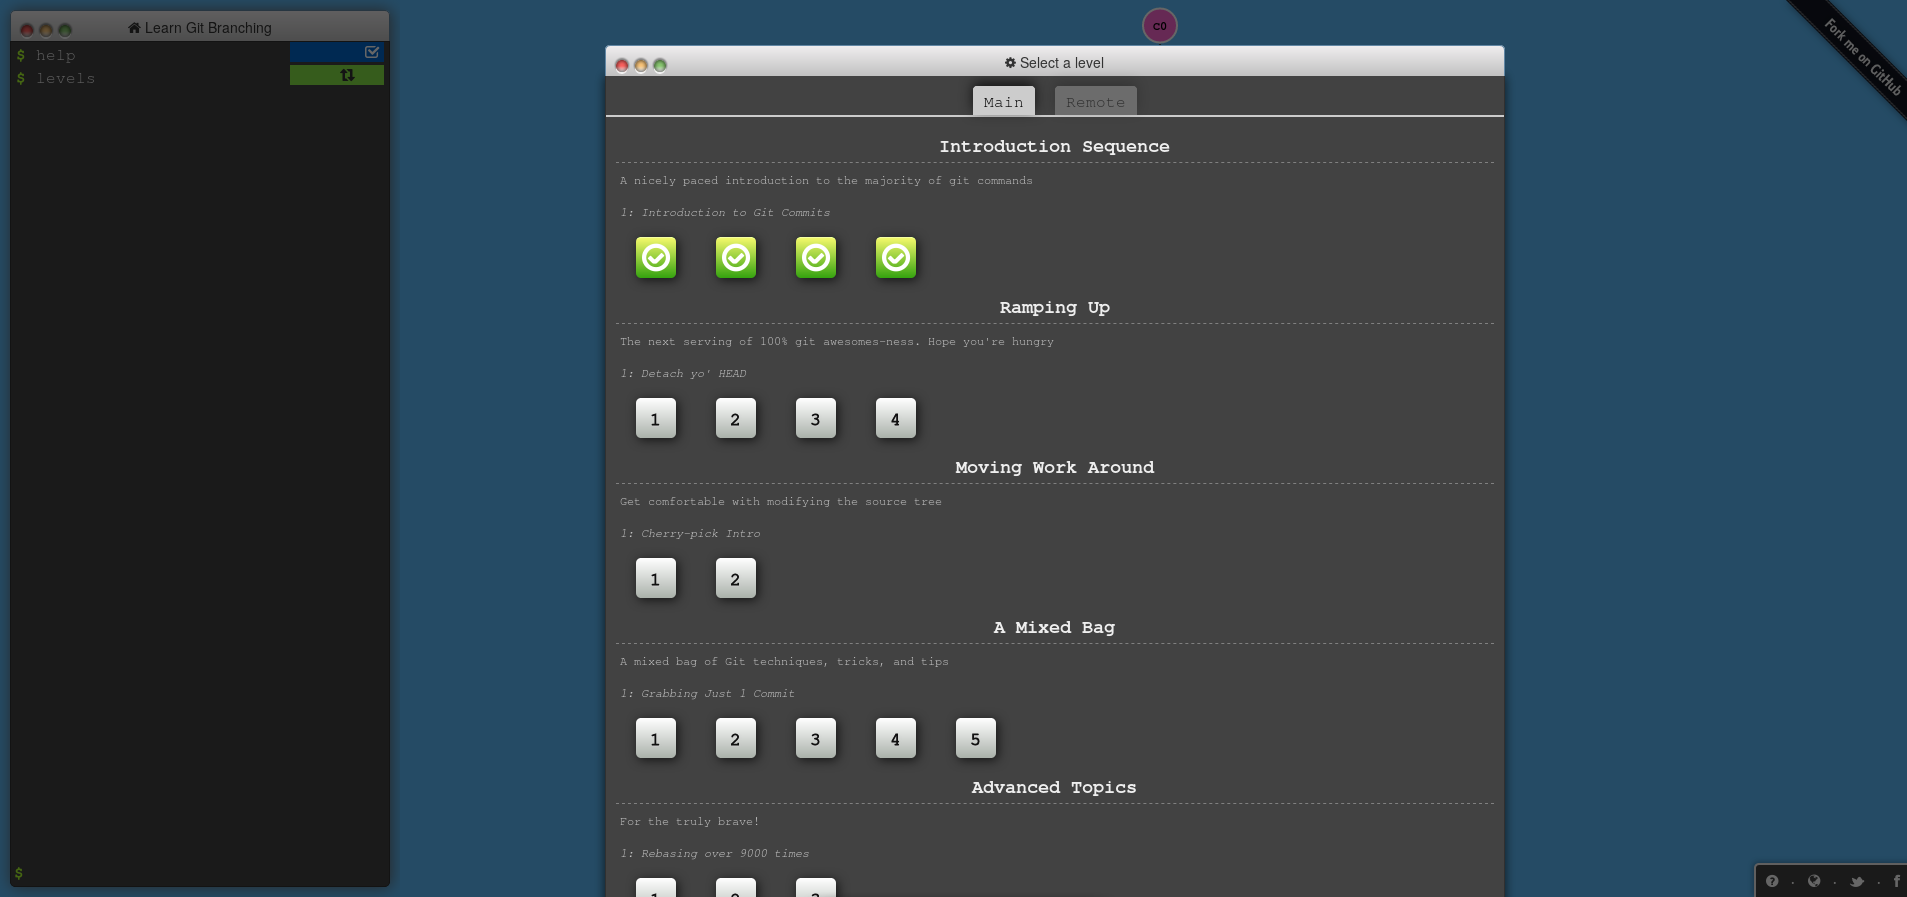 Learn Git Branching
$ help
$ levels
$
c0
Fork me on GitHub
Select a level
Main Remote
Introduction Sequence
A nicely paced introduction to the majority of git commands
1: Introduction to Git Commits
Ramping Up
The next serving of 100% git awesomes-ness. Hope you're hungry
1: Detach yo' HEAD
1 2 3 4
Moving Work Around
Get comfortable with modifying the source tree
1: Cherry-pick Intro
1 2
A Mixed Bag
A mixed bag of Git techniques, tricks, and tips
1: Grabbing Just 1 Commit
1 2 3 4 5
Advanced Topics
For the truly brave!
1: Rebasing over 9000 times
1 2 3